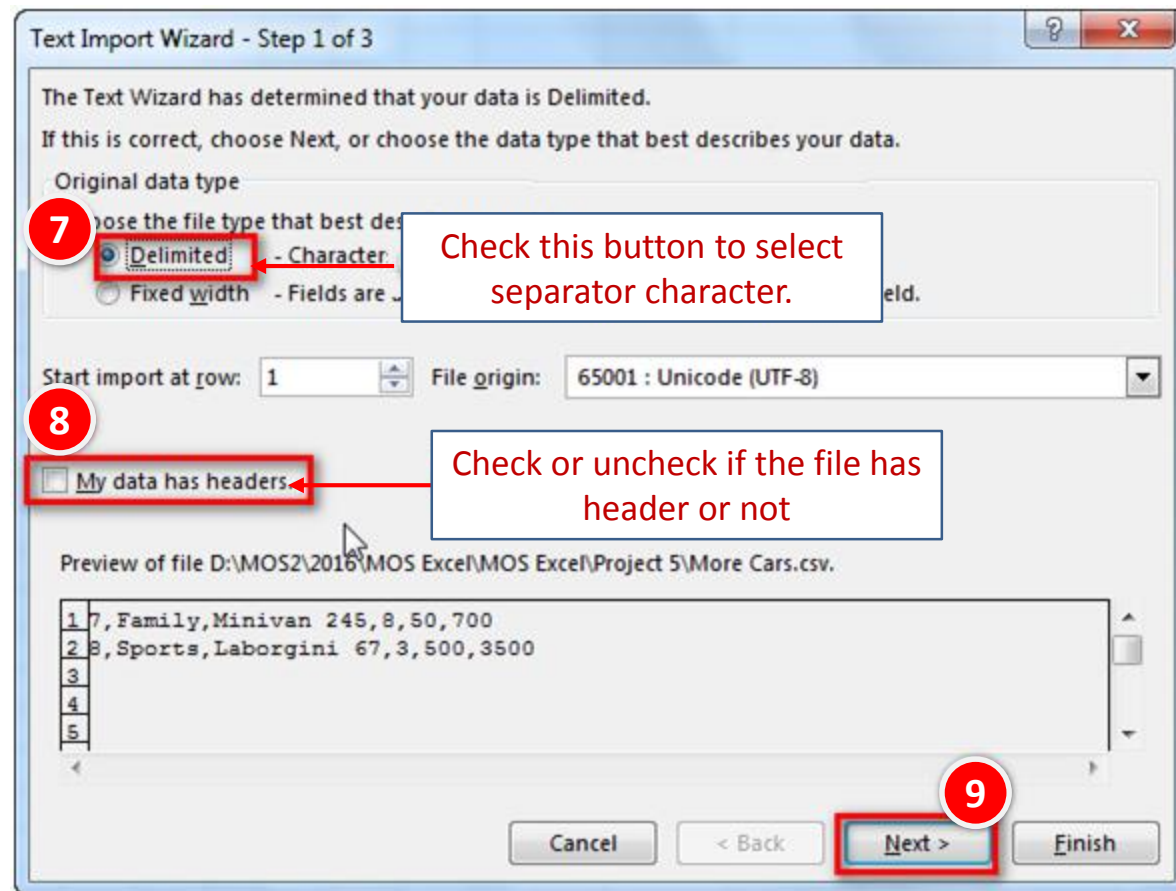 Text Import Wizard - Step 1 of 3
The Text Wizard has determined that your data is Delimited.
If this is correct, choose Next, or choose the data type that best describes your data.
Original data type
7
the file type that best
Delimited - Character
Check this button to select
separator character.
Fixed width - Fields are
Start import at row: 1 File origin: 65001 : Unicode (UTF-8)
8
My data has headers.
Check or uncheck if the file has
header or not
Preview of file D:\MOS2\2016\MOS Excel\MOS Excel\Project 5\More Cars.csv.
1 7,Family,Minivan 245,8,50,700
2 8,Sports,Laborgini 67,3,500,3500
3
4
5
9
Cancel < Back Next > Finish